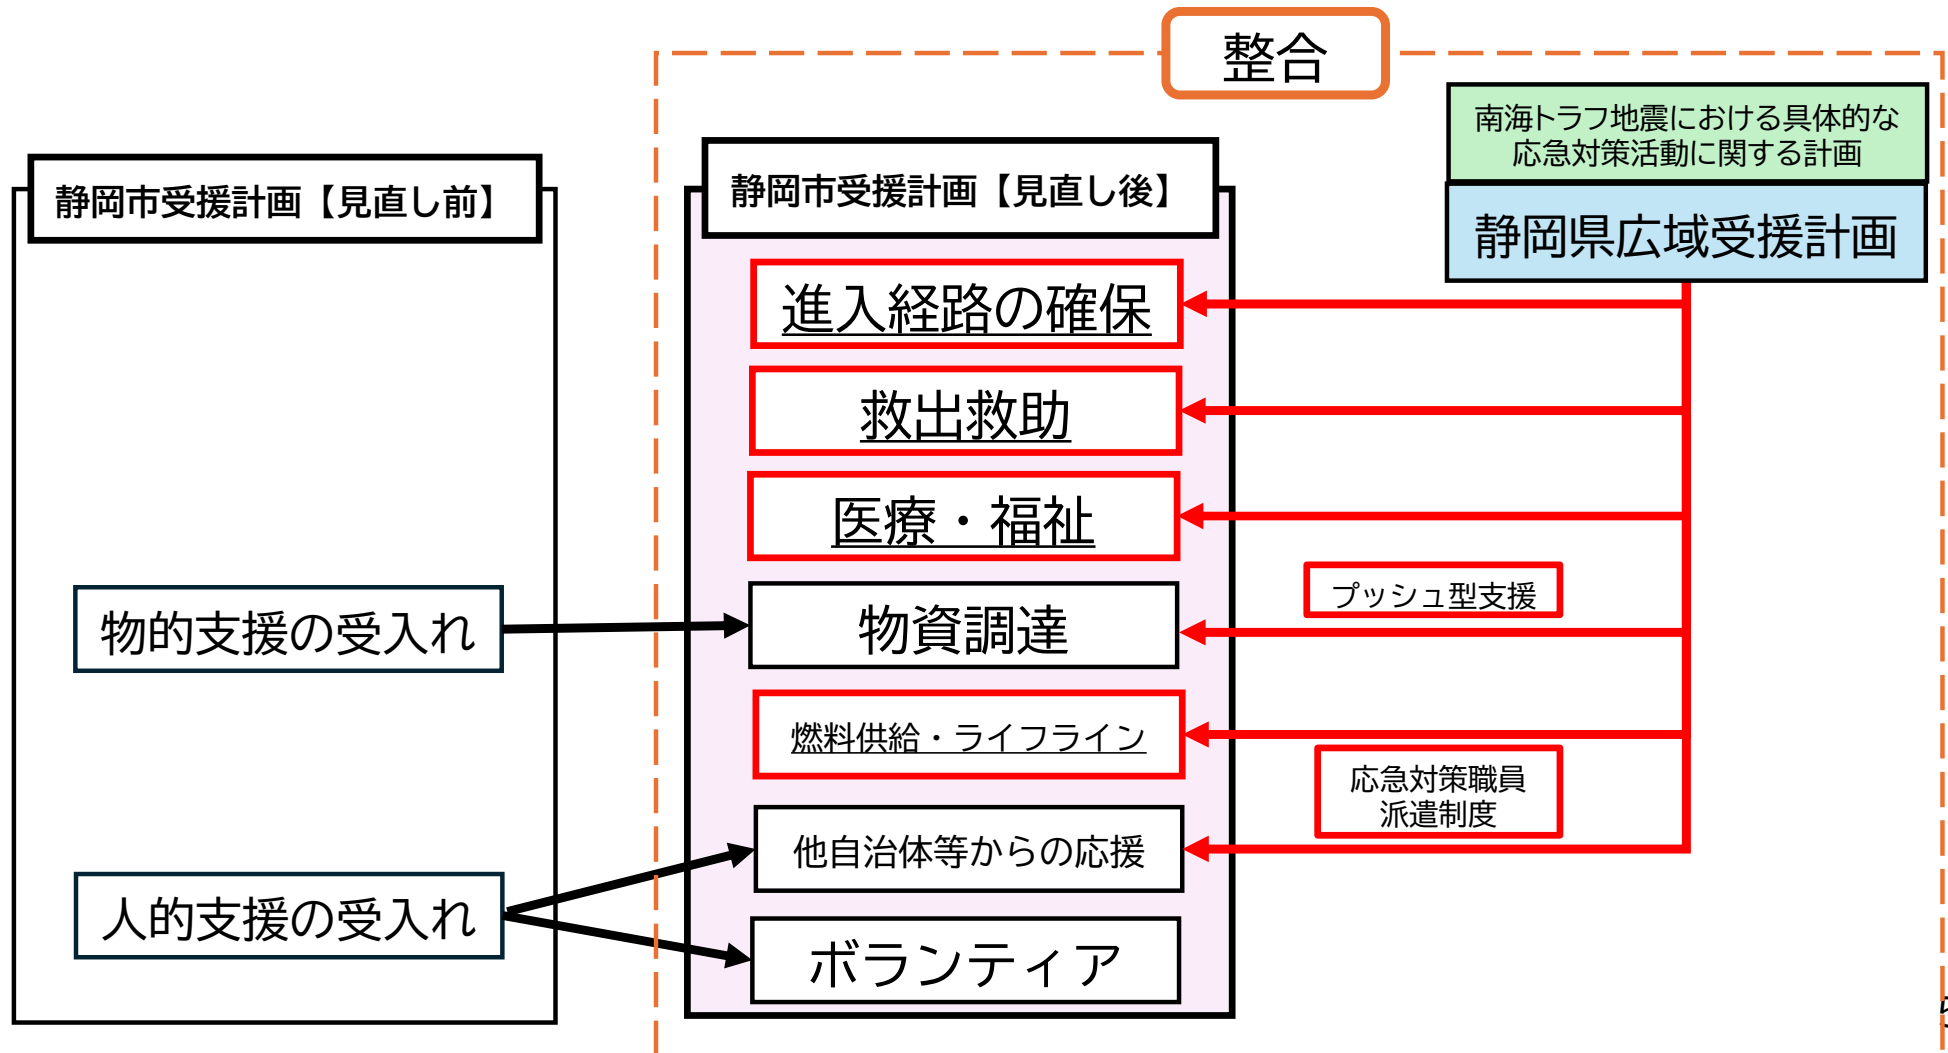 整合
南海トラフ地震における具体的な
応急対策活動に関する計画
静岡県広域受援計画
静岡市受援計画【見直し前】
物的支援の受入れ
人的支援の受入れ
静岡市受援計画【見直し後】
進入経路の確保
救出救助
医療・福祉
物資調達
燃料供給・ライフライン
他自治体等からの応援
ボランティア
プッシュ型支援
応急対策職員
派遣制度